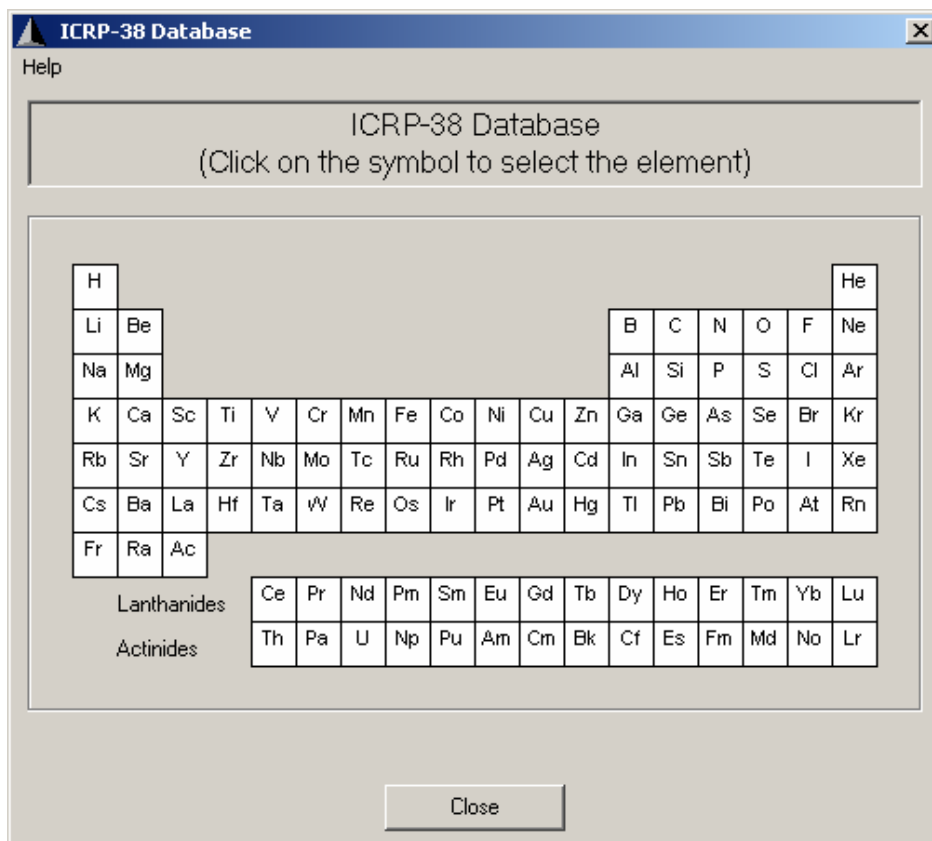 ICRP-38 Database
Help
ICRP-38 Database
(Click on the symbol to select the element)
H He
Li Be B C N O F Ne
Na Mg Al Si P S Cl Ar
K Ca Sc Ti V Cr Mn Fe Co Ni Cu Zn Ga Ge As Se Br Kr
Rb Sr Y Zr Nb Mo Tc Ru Rh Pd Ag Cd In Sn Sb Te I Xe
Cs Ba La Hf Ta W Re Os Ir Pt Au Hg Tl Pb Bi Po At Rn
Fr Ra Ac
Lanthanides Ce Pr Nd Pm Sm Eu Gd Tb Dy Ho Er Tm Yb Lu
Actinides Th Pa U Np Pu Am Cm Bk Cf Es Fm Md No Lr
Close